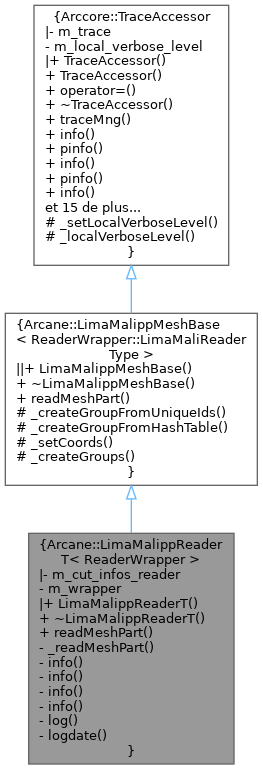 {Arccore::TraceAccessor
|- m_trace
- m_local_verbose_level
|+ TraceAccessor()
+ TraceAccessor()
+ operator=()
+ ~TraceAccessor()
+ traceMng()
+ info()
+ pinfo()
+ info()
+ pinfo()
+ info()
et 15 de plus...
# _setLocalVerboseLevel()
# _localVerboseLevel()
}
{Arcane::LimaMalippMeshBase
< ReaderWrapper::LimaMaliReader
Type >
||+ LimaMalippMeshBase()
+ ~LimaMalippMeshBase()
+ readMeshPart()
# _createGroupFromUniqueIds()
# _createGroupFromHashTable()
# _setCoords()
# _createGroups()
}
{Arcane::LimaMalippReader
T< ReaderWrapper >
|- m_cut_infos_reader
- m_wrapper
|+ LimaMalippReaderT()
+ ~LimaMalippReaderT()
+ readMeshPart()
- _readMeshPart()
- info()
- info()
- info()
- info()
- log()
- logdate()
}